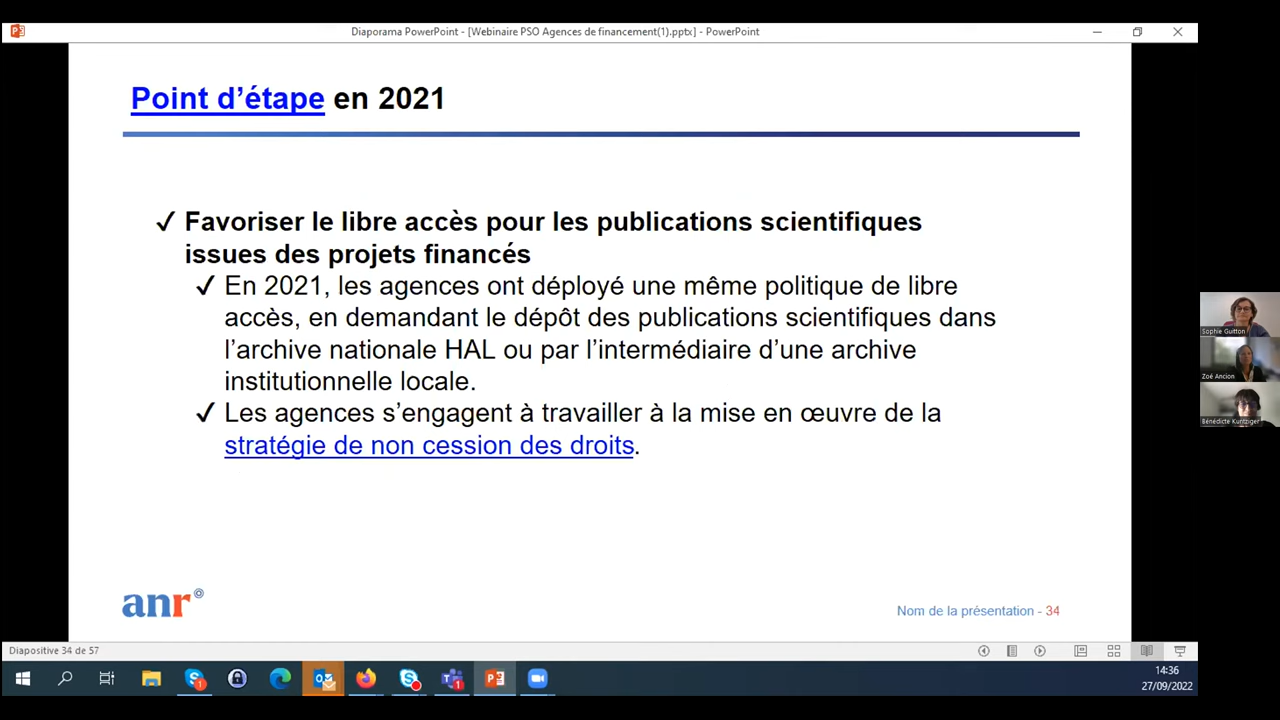 Diaporama PowerPoint - [Webinaire PSO Agences de financement(1).pptx] - PowerPoint
Point d’étape en 2021
✓ Favoriser le libre accès pour les publications scientifiques
issues des projets financés
✓ En 2021, les agences ont déployé une même politique de libre
accès, en demandant le dépôt des publications scientifiques dans
l’archive nationale HAL ou par l’intermédiaire d’une archive
institutionnelle locale.
✓ Les agences s’engagent à travailler à la mise en œuvre de la
stratégie de non cession des droits.
Sophie Guitton
Zoé Ancion
Bénédicte Kuntziger
anr
Nom de la présentation - 34
Diapositive 34 de 57
14:36
27/09/2022